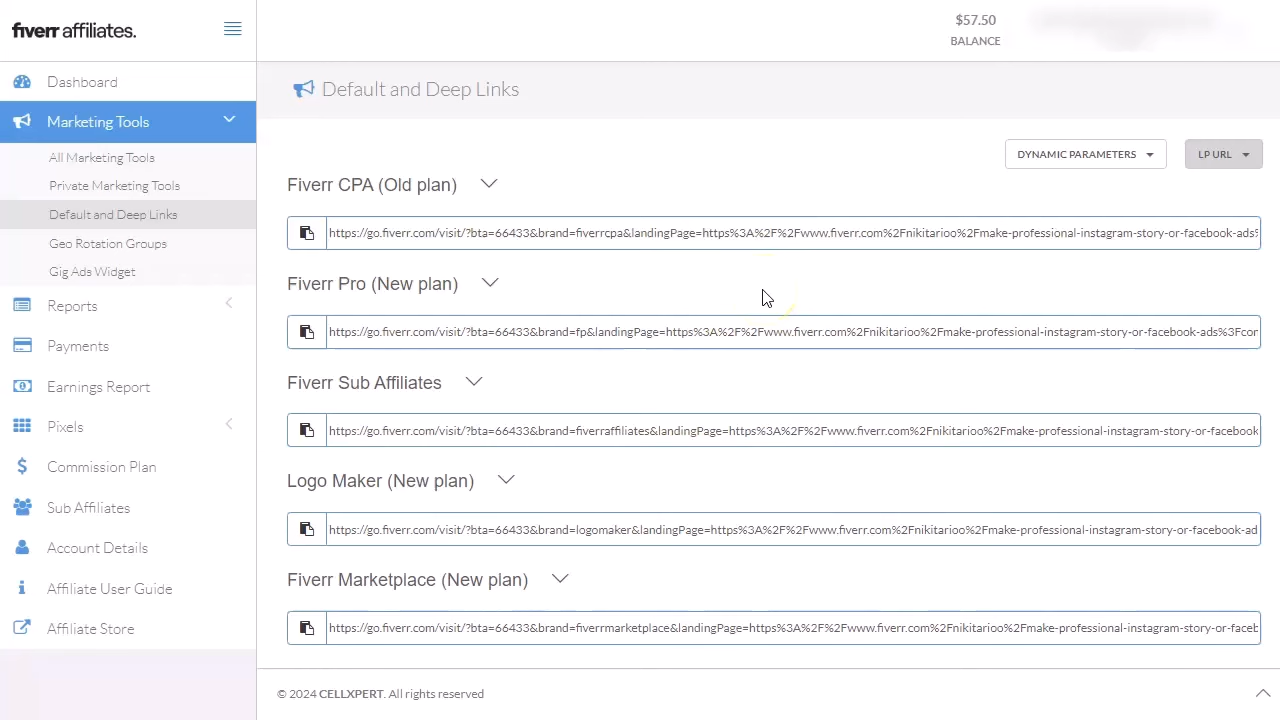 fiverr affiliates.
$57.50
BALANCE
Dashboard
Marketing Tools
All Marketing Tools
Private Marketing Tools
Default and Deep Links
Geo Rotation Groups
Gig Ads Widget
Reports
Payments
Earnings Report
Pixels
Commission Plan
Sub Affiliates
Account Details
Affiliate User Guide
Affiliate Store
Default and Deep Links
DYNAMIC PARAMETERS
LP URL
Fiverr CPA (Old plan)
https://go.fiverr.com/visit/?bta=66433&brand=fiverrcpa&landingPage=https%3A%2F%2Fwww.fiverr.com%2Fnikitarioo%2Fmake-professional-instagram-story-or-facebook-ads%
Fiverr Pro (New plan)
https://go.fiverr.com/visit/?bta=66433&brand=fp&landingPage=https%3A%2F%2Fwww.fiverr.com%2Fnikitarioo%2Fmake-professional-instagram-story-or-facebook-ads%3Fcon
Fiverr Sub Affiliates
https://go.fiverr.com/visit/?bta=66433&brand=fiverraffiliates&landingPage=https%3A%2F%2Fwww.fiverr.com%2Fnikitarioo%2Fmake-professional-instagram-story-or-facebook
Logo Maker (New plan)
https://go.fiverr.com/visit/?bta=66433&brand=logomaker&landingPage=https%3A%2F%2Fwww.fiverr.com%2Fnikitarioo%2Fmake-professional-instagram-story-or-facebook-ad
Fiverr Marketplace (New plan)
https://go.fiverr.com/visit/?bta=66433&brand=fiverrmarketplace&landingPage=https%3A%2F%2Fwww.fiverr.com%2Fnikitarioo%2Fmake-professional-instagram-story-or-faceb
© 2024 CELLXPERT. All rights reserved